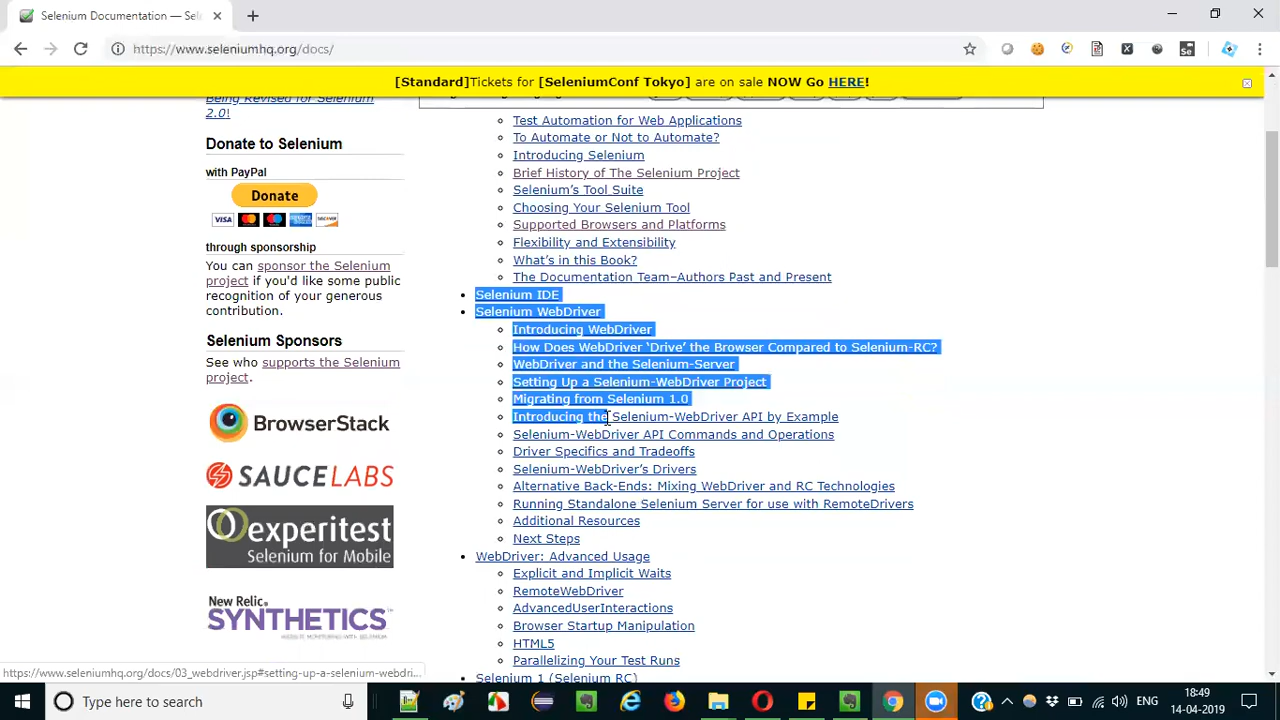 Selenium Documentation — Sel
https://www.seleniumhq.org/docs/
Se
[Standard]Tickets for [SeleniumConf Tokyo] are on sale NOW Go HERE!
Being Revised for Selenium
2.0!
Donate to Selenium
with PayPal
Donate
VISA
through sponsorship
You can sponsor the Selenium
project if you'd like some public
recognition of your generous
contribution.
Selenium Sponsors
See who supports the Selenium
project.
BrowserStack
SAUCELABS
experitest
Selenium for Mobile
New Relic
SYNTHETICS
Test Automation for Web Applications
To Automate or Not to Automate?
Introducing Selenium
Brief History of The Selenium Project
Selenium's Tool Suite
Choosing Your Selenium Tool
Supported Browsers and Platforms
Flexibility and Extensibility
What's in this Book?
The Documentation Team–Authors Past and Present
Selenium IDE
Selenium WebDriver
Introducing WebDriver
How Does WebDriver ‘Drive’ the Browser Compared to Selenium-RC?
WebDriver and the Selenium-Server
Setting Up a Selenium-WebDriver Project
Migrating from Selenium 1.0
Introducing the Selenium-WebDriver API by Example
Selenium-WebDriver API Commands and Operations
Driver Specifics and Tradeoffs
Selenium-WebDriver's Drivers
Alternative Back-Ends: Mixing WebDriver and RC Technologies
Running Standalone Selenium Server for use with RemoteDrivers
Additional Resources
Next Steps
WebDriver: Advanced Usage
Explicit and Implicit Waits
RemoteWebDriver
AdvancedUserInteractions
Browser Startup Manipulation
HTML5
Parallelizing Your Test Runs
Selenium 1 (Selenium RC)
https://www.seleniumhq.org/docs/03_webdriver.jsp#setting-up-a-selenium-webdri...
Type here to search
ENG
18:49
14-04-2019